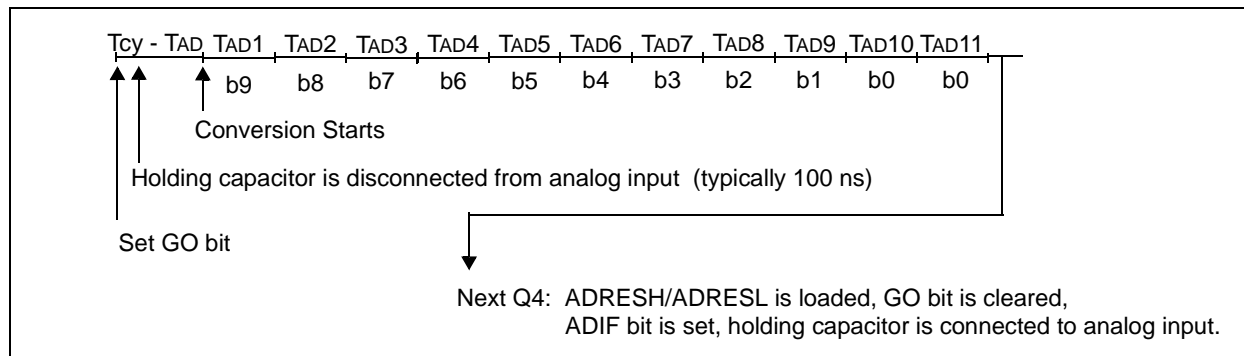 Tcy - TAD TAD1 TAD2 TAD3 TAD4 TAD5 TAD6 TAD7 TAD8 TAD9 TAD10 TAD11
b9 b8 b7 b6 b5 b4 b3 b2 b1 b0 b0
Conversion Starts
Holding capacitor is disconnected from analog input (typically 100 ns)
Set GO bit
Next Q4: ADRESH/ADRESL is loaded, GO bit is cleared,
ADIF bit is set, holding capacitor is connected to analog input.